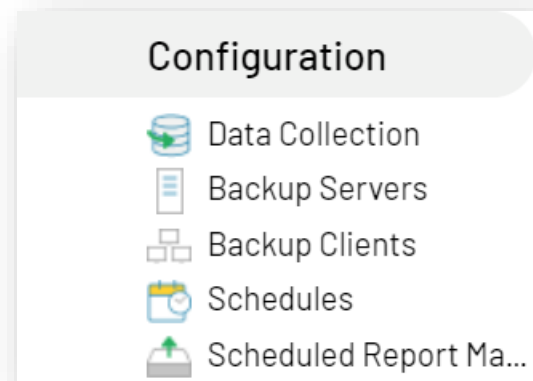 Configuration
Data Collection
Backup Servers
Backup Clients
Schedules
Scheduled Report Ma...